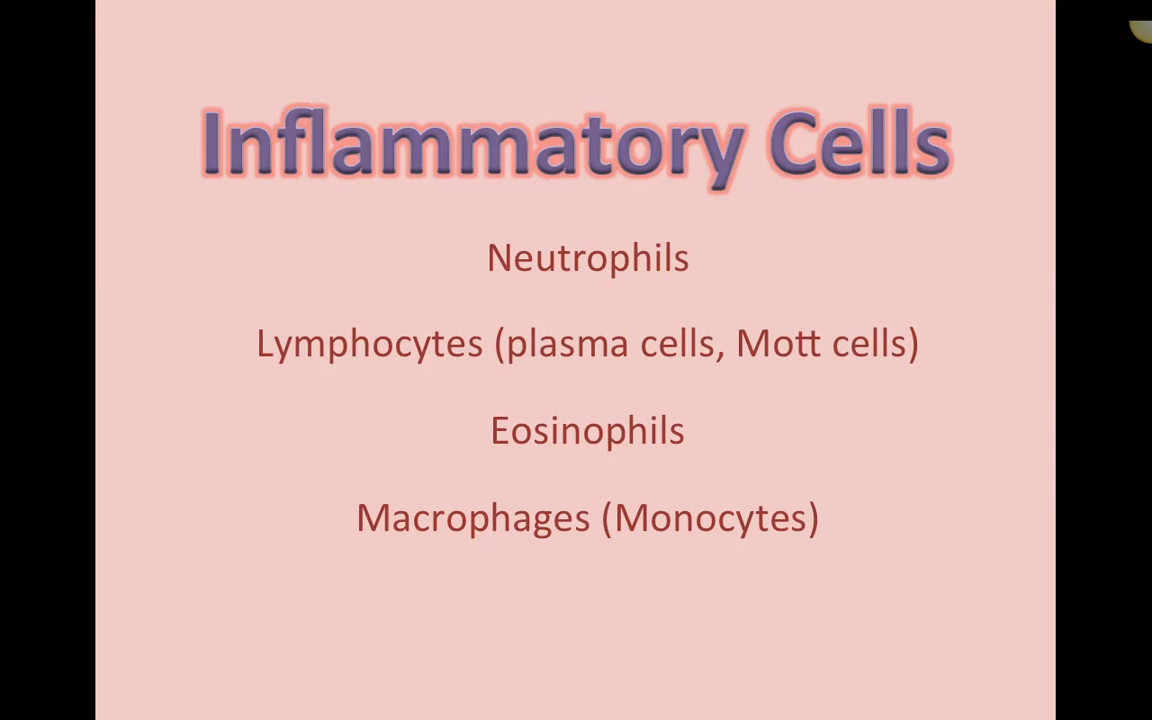 Inflammatory Cells
Neutrophils
Lymphocytes (plasma cells, Mott cells)
Eosinophils
Macrophages (Monocytes)